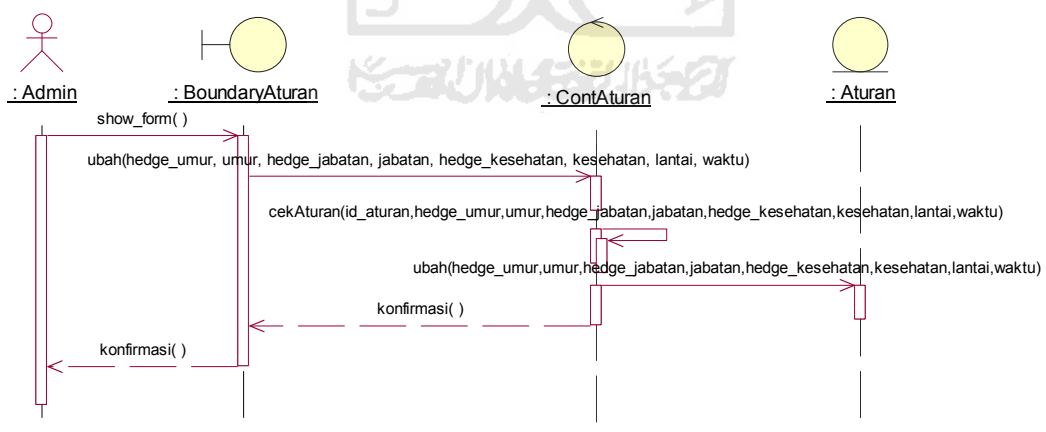 : Admin
: BoundaryAturan
: ContAturan
: Aturan
show_form( )
ubah(hedge_umur, umur, hedge_jabatan, jabatan, hedge_kesehatan, kesehatan, lantai, waktu)
cekAturan(id_aturan,hedge_umur,umur,hedge_jabatan,jabatan,hedge_kesehatan,kesehatan,lantai,waktu)
ubah(hedge_umur,umur,hedge_jabatan,jabatan,hedge_kesehatan,kesehatan,lantai,waktu)
konfirmasi( )
konfirmasi( )